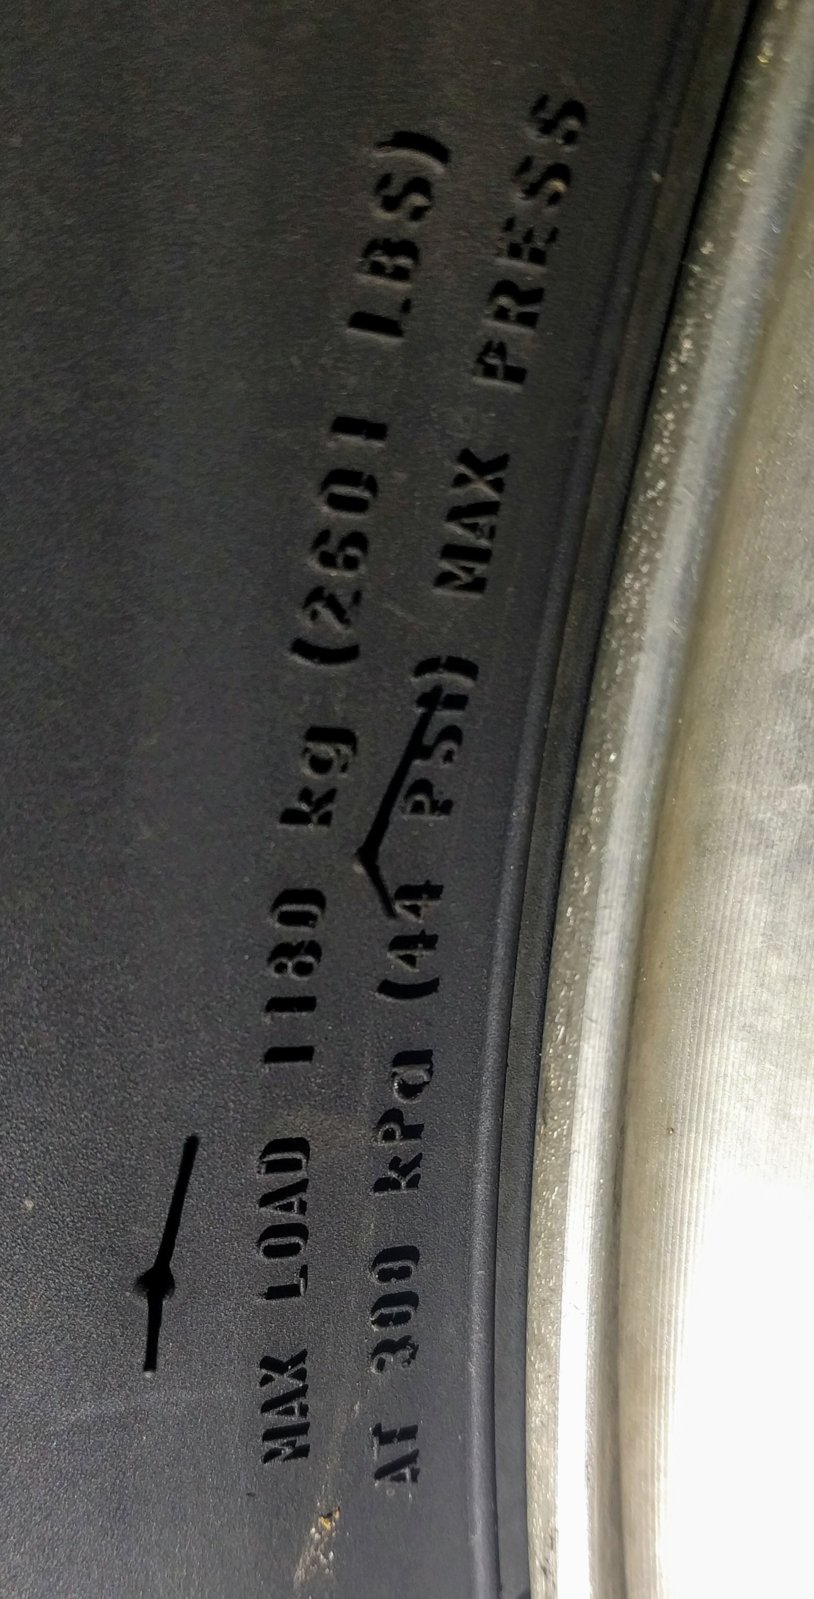 MAX LOAD 1180 kg (2601 LBS)
AT 300 kPa (44 PSI) MAX PRESS